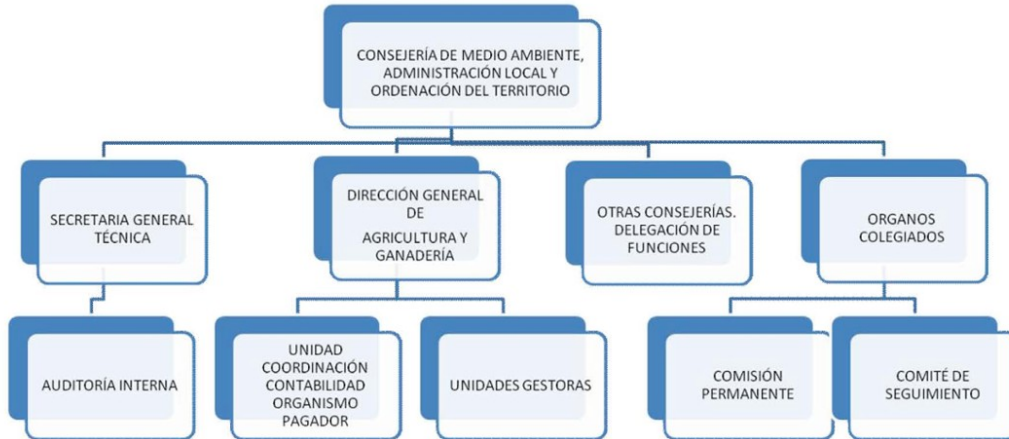 CONSEJERÍA DE MEDIO AMBIENTE,
ADMINISTRACIÓN LOCAL Y
ORDENACIÓN DEL TERRITORIO
SECRETARIA GENERAL
TÉCNICA
DIRECCIÓN GENERAL
DE
AGRICULTURA Y
GANADERÍA
OTRAS CONSEJERÍAS.
DELEGACIÓN DE
FUNCIONES
ORGANOS
COLEGIADOS
AUDITORÍA INTERNA
UNIDAD
COORDINACIÓN
CONTABILIDAD
ORGANISMO
PAGADOR
UNIDADES GESTORAS
COMISIÓN
PERMANENTE
COMITÉ DE
SEGUIMIENTO